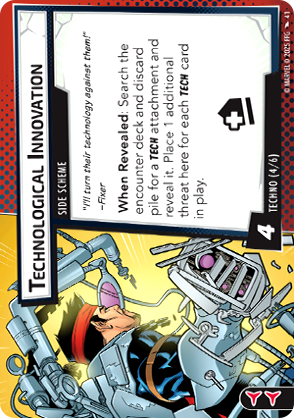 TECHNOLOGICAL INNOVATION
SIDE SCHEME
"I'll turn their technology against them!"
–Fixer
When Revealed: Search the
encounter deck and discard
pile for a TECH attachment and
reveal it. Place 1 additional
threat here for each TECH card
in play.
4
TECHNO (4/6)
© MARVEL © 2025 FFG
41